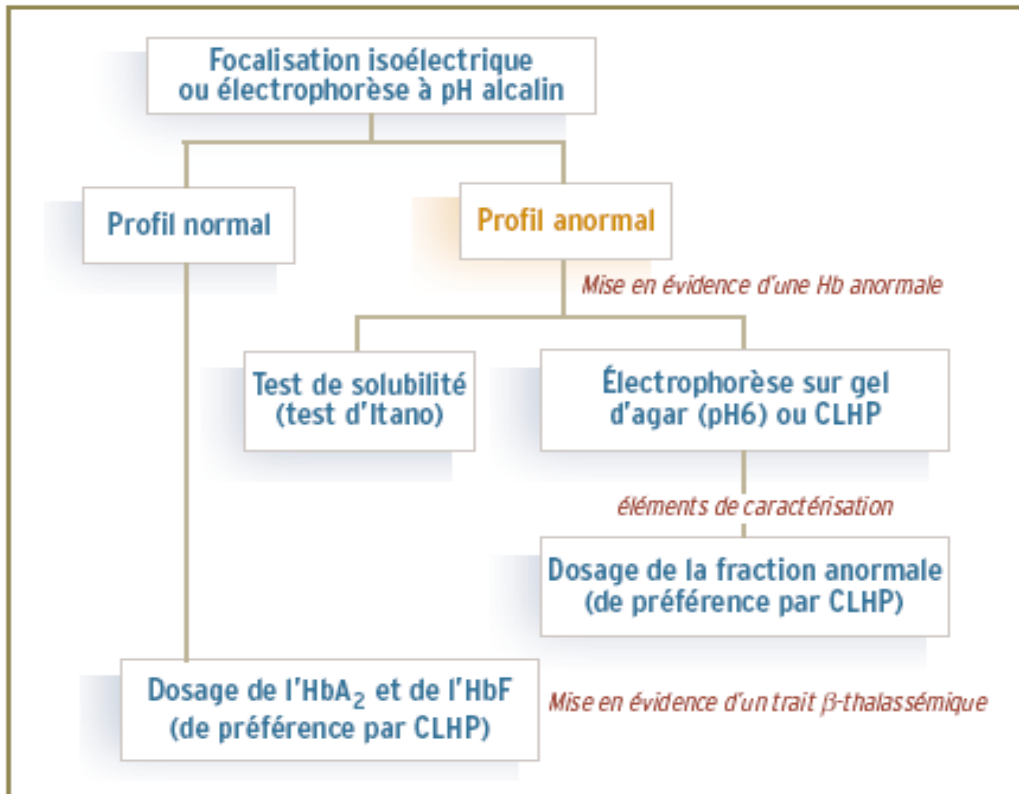 Focalisation isoélectrique
ou électrophorèse à pH alcalin
Profil normal
Profil anormal
Mise en évidence d'une Hb anormale
Test de solubilité
(test d'Itano)
Électrophorèse sur gel
d'agar (pH6) ou CLHP
éléments de caractérisation
Dosage de la fraction anormale
(de préférence par CLHP)
Dosage de l'HbA₂ et de l'HbF
(de préférence par CLHP)
Mise en évidence d'un trait β-thalassémique